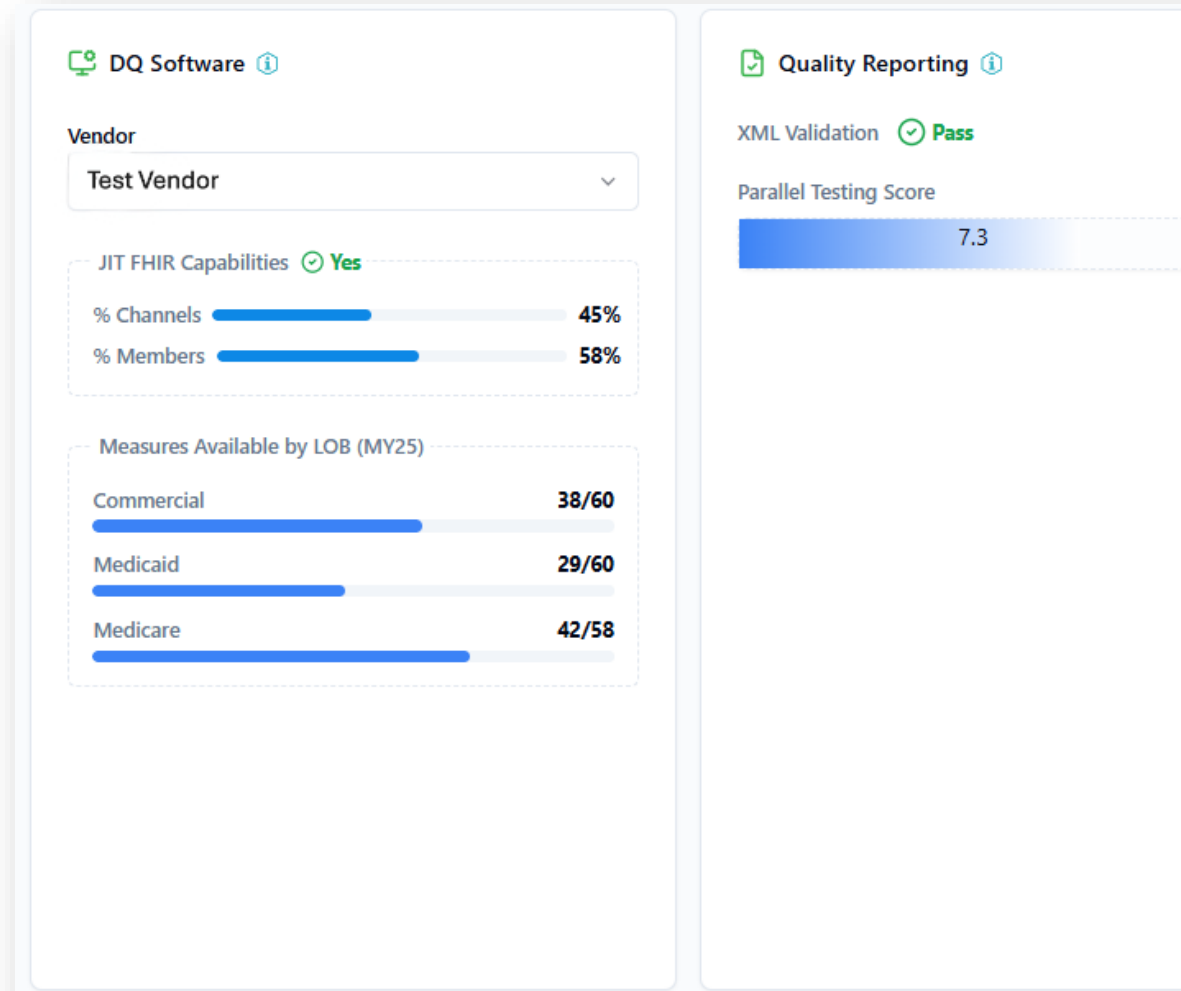 DQ Software
Vendor
Test Vendor
JIT FHIR Capabilities Yes
% Channels 45%
% Members 58%
Measures Available by LOB (MY25)
Commercial 38/60
Medicaid 29/60
Medicare 42/58
Quality Reporting
XML Validation Pass
Parallel Testing Score
7.3